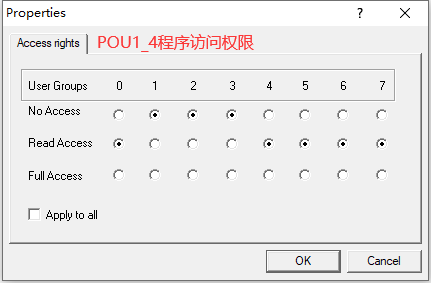 Properties
Access rights
POU1_4程序访问权限
User Groups 0 1 2 3 4 5 6 7
No Access
Read Access
Full Access
Apply to all
OK Cancel